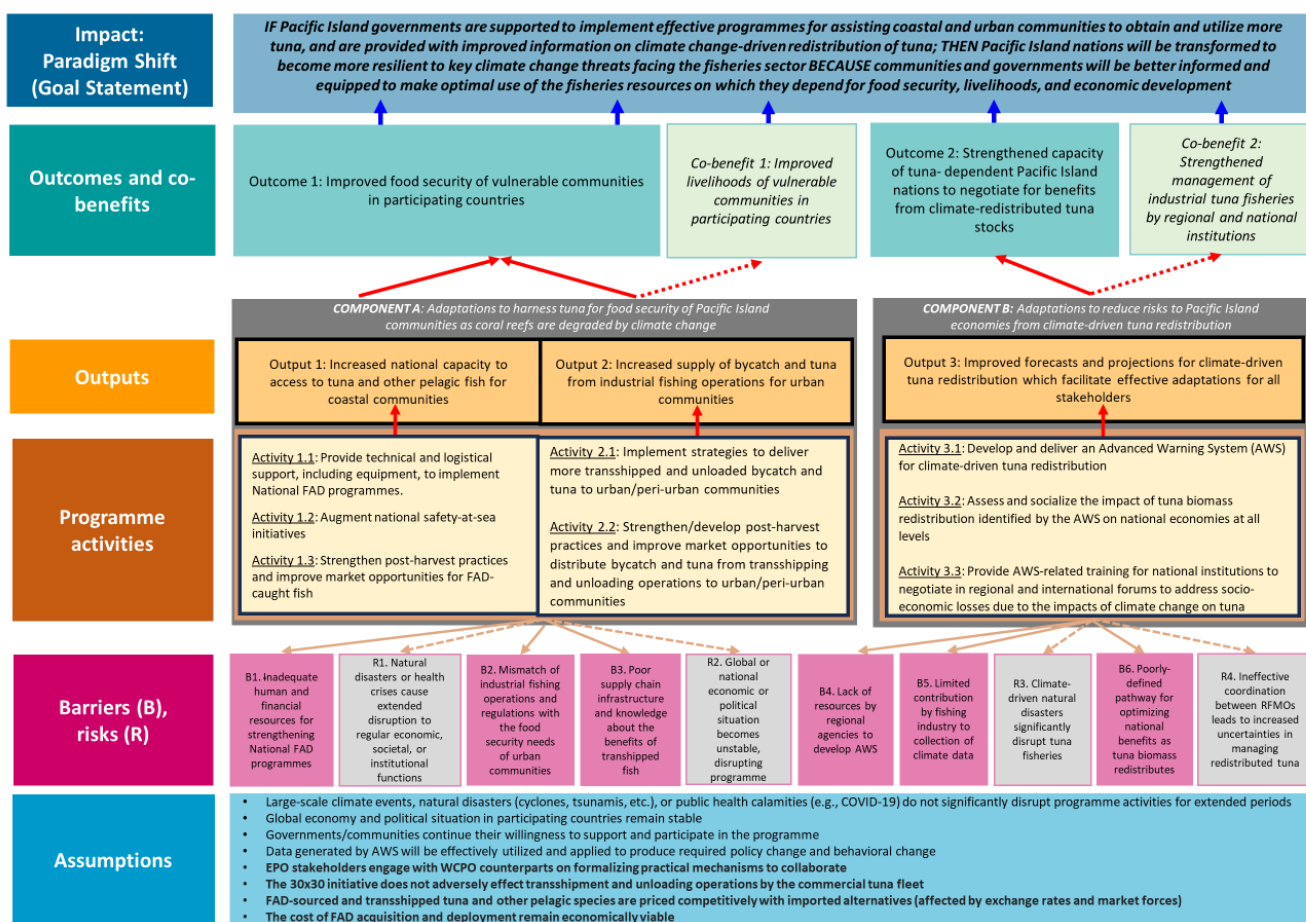 Impact:
Paradigm Shift
(Goal Statement)
IF Pacific Island governments are supported to implement effective programmes for assisting coastal and urban communities to obtain and utilize more
tuna, and are provided with improved information on climate change-driven redistribution of tuna; THEN Pacific Island nations will be transformed to
become more resilient to key climate change threats facing the fisheries sector BECAUSE communities and governments will be better informed and
equipped to make optimal use of the fisheries resources on which they depend for food security, livelihoods, and economic development
Outcomes and co-
benefits
Outcome 1: Improved food security of vulnerable communities
in participating countries
Co-benefit 1: Improved
livelihoods of vulnerable
communities in
participating countries
Outcome 2: Strengthened capacity
of tuna- dependent Pacific Island
nations to negotiate for benefits
from climate-redistributed tuna
stocks
Co-benefit 2:
Strengthened
management of
industrial tuna fisheries
by regional and national
institutions
COMPONENT A: Adaptations to harness tuna for food security of Pacific Island
communities as coral reefs are degraded by climate change
COMPONENT B: Adaptations to reduce risks to Pacific Island
economies from climate-driven tuna redistribution
Outputs
Output 1: Increased national capacity to
access to tuna and other pelagic fish for
coastal communities
Output 2: Increased supply of bycatch and tuna
from industrial fishing operations for urban
communities
Output 3: Improved forecasts and projections for climate-driven
tuna redistribution which facilitate effective adaptations for all
stakeholders
Programme
activities
Activity 1.1: Provide technical and logistical
support, including equipment, to implement
National FAD programmes.
Activity 1.2: Augment national safety-at-sea
initiatives
Activity 1.3: Strengthen post-harvest practices
and improve market opportunities for FAD-
caught fish
Activity 2.1: Implement strategies to deliver
more transshipped and unloaded bycatch and
tuna to urban/peri-urban communities
Activity 2.2: Strengthen/develop post-harvest
practices and improve market opportunities to
distribute bycatch and tuna from transshipping
and unloading operations to urban/peri-urban
communities
Activity 3.1: Develop and deliver an Advanced Warning System (AWS)
for climate-driven tuna redistribution
Activity 3.2: Assess and socialize the impact of tuna biomass
redistribution identified by the AWS on national economies at all
levels
Activity 3.3: Provide AWS-related training for national institutions to
negotiate in regional and international forums to address socio-
economic losses due to the impacts of climate change on tuna
Barriers (B),
risks (R)
B1. Inadequate
human and
financial
resources for
strengthening
National FAD
programmes
R1. Natural
disasters or health
crises cause
extended
disruption to
regular economic,
societal, or
institutional
functions
B2. Mismatch of
industrial fishing
operations and
regulations with
the food
security needs
of urban
communities
B3. Poor
supply chain
infrastructure
and knowledge
about the
benefits of
transhipped
fish
R2. Global or
national
economic or
political
situation
becomes
unstable,
disrupting
programme
B4. Lack of
resources by
regional
agencies to
develop AWS
B5. Limited
contribution
by fishing
industry to
collection of
climate data
R3. Climate-
driven natural
disasters
significantly
disrupt tuna
fisheries
B6. Poorly-
defined
pathway for
optimizing
national
benefits as
tuna biomass
redistributes
R4. Ineffective
coordination
between RFMOs
leads to increased
uncertainties in
managing
redistributed tuna
Assumptions
• Large-scale climate events, natural disasters (cyclones, tsunamis, etc.), or public health calamities (e.g., COVID-19) do not significantly disrupt programme activities for extended periods
• Global economy and political situation in participating countries remain stable
• Governments/communities continue their willingness to support and participate in the programme
• Data generated by AWS will be effectively utilized and applied to produce required policy change and behavioral change
• EPO stakeholders engage with WCPO counterparts on formalizing practical mechanisms to collaborate
• The 30x30 initiative does not adversely effect transshipment and unloading operations by the commercial tuna fleet
• FAD-sourced and transshipped tuna and other pelagic species are priced competitively with imported alternatives (affected by exchange rates and market forces)
• The cost of FAD acquisition and deployment remain economically viable